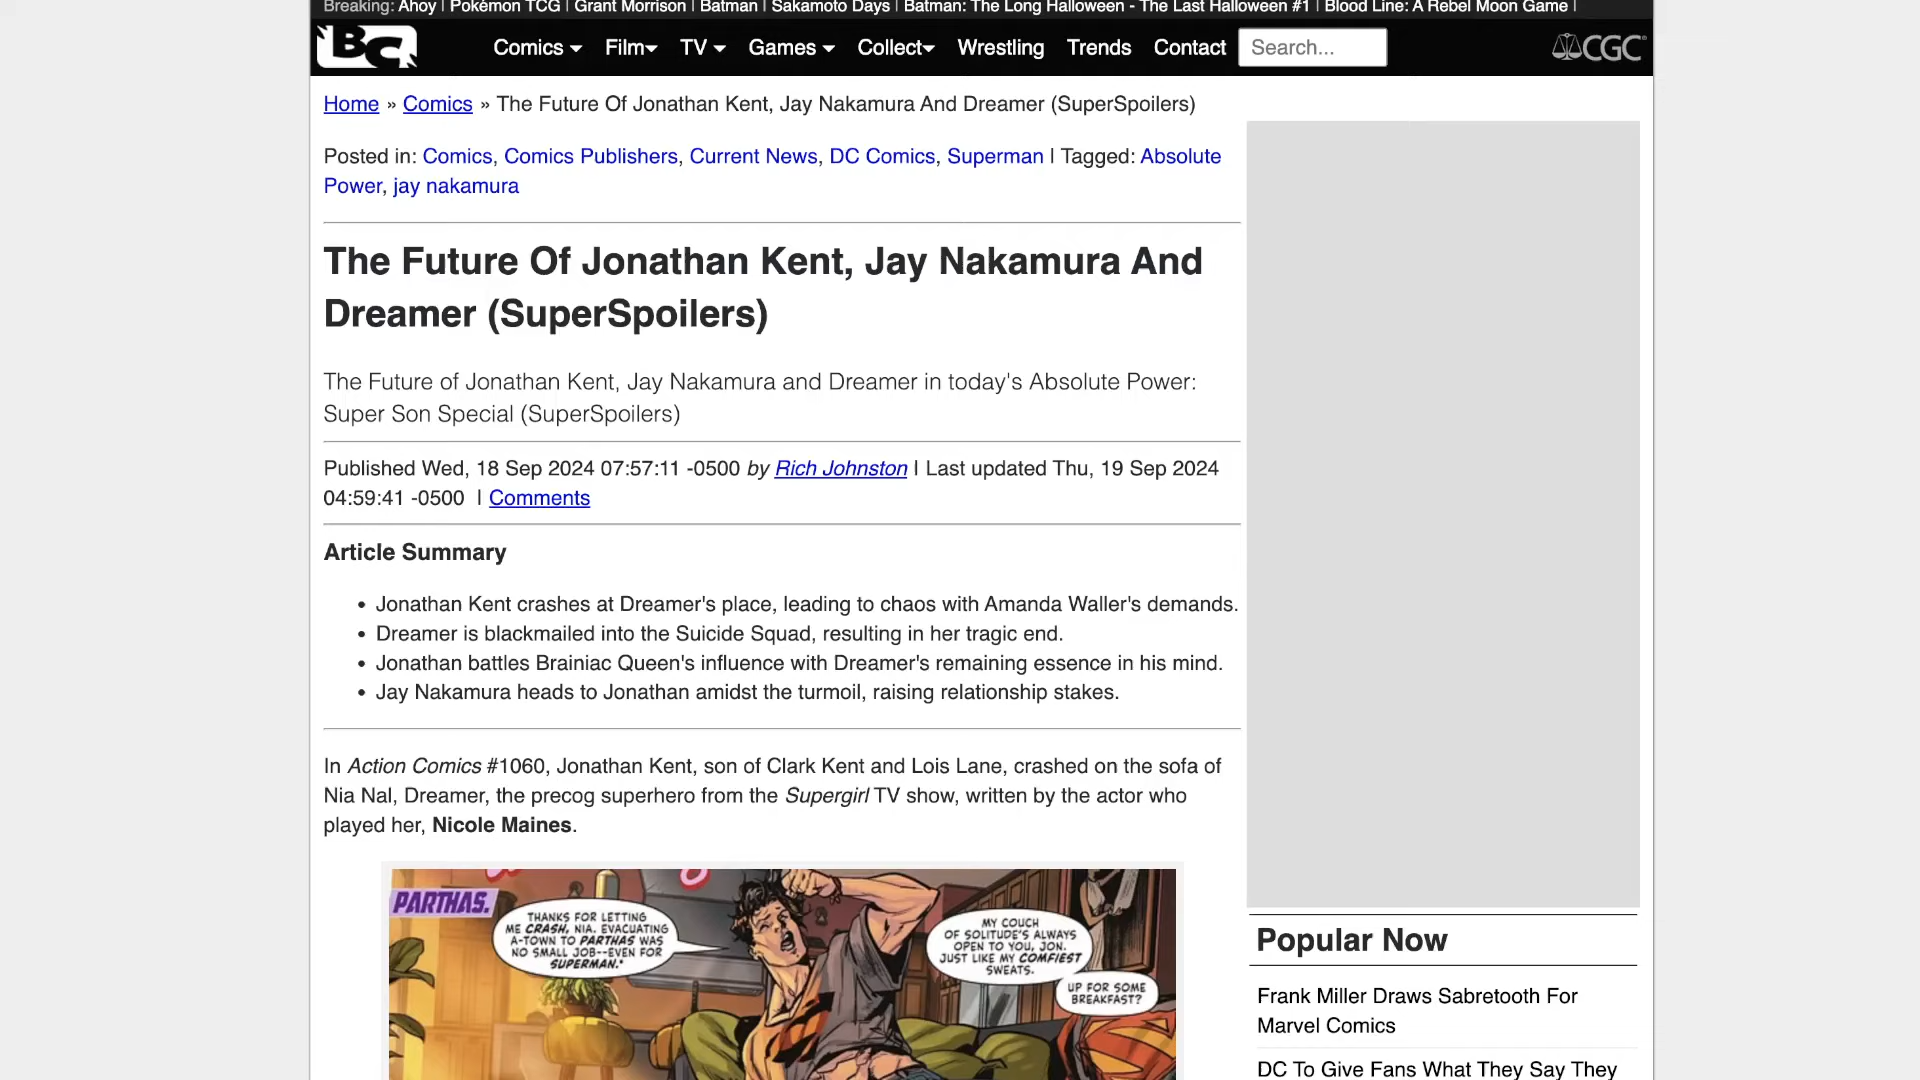 Breaking: Ahoy | Pokémon TCG | Grant Morrison | Batman | Sakamoto Days | Batman: The Long Halloween - The Last Halloween #1 | Blood Line: A Rebel Moon Game |
BC Comics Film TV Games Collect Wrestling Trends Contact Search... CGC
Home » Comics » The Future Of Jonathan Kent, Jay Nakamura And Dreamer (SuperSpoilers)
Posted in: Comics, Comics Publishers, Current News, DC Comics, Superman | Tagged: Absolute
Power, jay nakamura
The Future Of Jonathan Kent, Jay Nakamura And
Dreamer (SuperSpoilers)
The Future of Jonathan Kent, Jay Nakamura and Dreamer in today's Absolute Power:
Super Son Special (SuperSpoilers)
Published Wed, 18 Sep 2024 07:57:11 -0500 by Rich Johnston | Last updated Thu, 19 Sep 2024
04:59:41 -0500 | Comments
Article Summary
• Jonathan Kent crashes at Dreamer's place, leading to chaos with Amanda Waller's demands.
• Dreamer is blackmailed into the Suicide Squad, resulting in her tragic end.
• Jonathan battles Brainiac Queen's influence with Dreamer's remaining essence in his mind.
• Jay Nakamura heads to Jonathan amidst the turmoil, raising relationship stakes.
In Action Comics #1060, Jonathan Kent, son of Clark Kent and Lois Lane, crashed on the sofa of
Nia Nal, Dreamer, the precog superhero from the Supergirl TV show, written by the actor who
played her, Nicole Maines.
PARTHAS.
THANKS FOR LETTING
ME CRASH, NIA. EVACUATING
A-TOWN TO PARTHAS WAS
NO SMALL JOB--EVEN FOR
SUPERMAN.*
MY COUCH
OF SOLITUDE'S ALWAYS
OPEN TO YOU, JON.
JUST LIKE MY COMFIEST
SWEATS.
UP FOR SOME
BREAKFAST?
Popular Now
Frank Miller Draws Sabretooth For
Marvel Comics
DC To Give Fans What They Say They